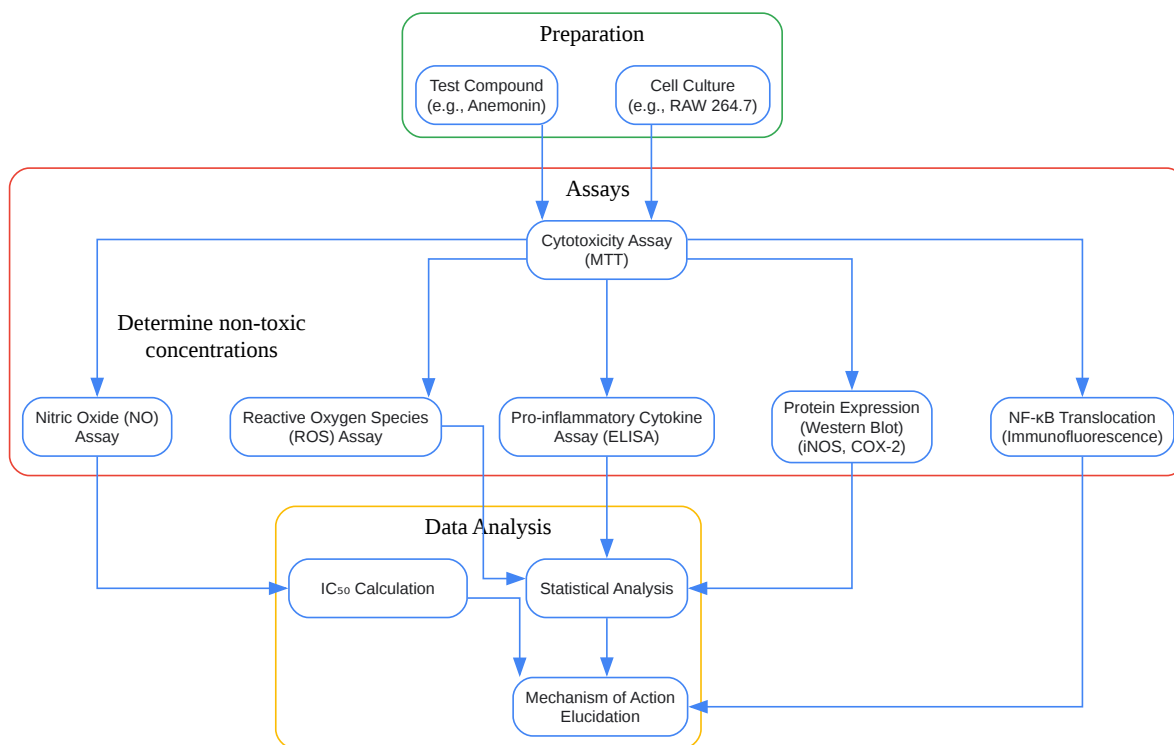 Preparation
Test Compound
(e.g., Anemonin)
Cell Culture
(e.g., RAW 264.7)
Assays
Cytotoxicity Assay
(MTT)
Determine non-toxic
concentrations
Nitric Oxide (NO)
Assay
Reactive Oxygen Species
(ROS) Assay
Pro-inflammatory Cytokine
Assay (ELISA)
Protein Expression
(Western Blot)
(iNOS, COX-2)
NF-κB Translocation
(Immunofluorescence)
Data Analysis
IC₅₀ Calculation
Statistical Analysis
Mechanism of Action
Elucidation